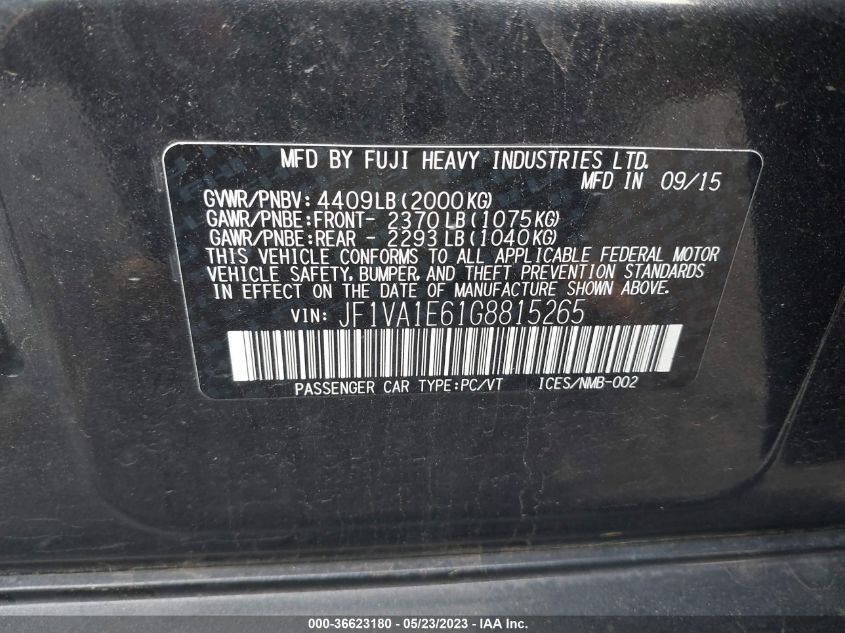 MFD BY FUJI HEAVY INDUSTRIES LTD.
MFD IN 09/15
GVWR/PNBV: 4409LB(2000KG)
GAWR/PNBE:FRONT- 2370LB(1075KG)
GAWR/PNBE:REAR - 2293LB(1040KG)
THIS VEHICLE CONFORMS TO ALL APPLICABLE FEDERAL MOTOR
VEHICLE SAFETY, BUMPER, AND THEFT PREVENTION STANDARDS
IN EFFECT ON THE DATE OF MANUFACTURE SHOWN ABOVE.
VIN: JF1VA1E61G8815265
PASSENGER CAR TYPE:PC/VT ICES/NMB-002
000-36623180 - 05/23/2023 - © IAA, Inc.